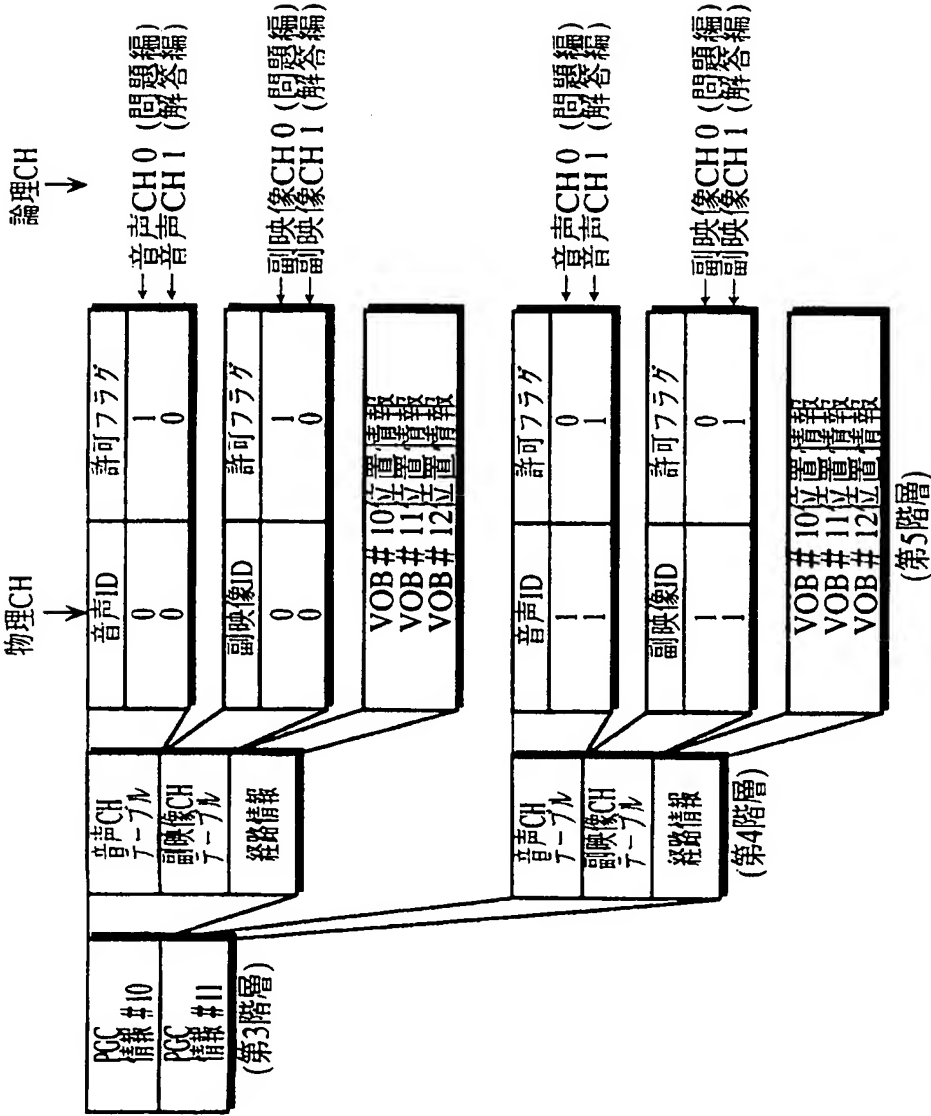 物理CH
論理CH
PGC
情報#10
PGC
情報#11
(第3階層)
音声CH
テーブル
副映像CH
テーブル
経路情報
音声ID
許可フラグ
0
1
0
0
←音声CH 0 (問題編)
←音声CH 1 (解答編)
副映像ID
許可フラグ
0
1
0
0
←副映像CH 0 (問題編)
←副映像CH 1 (解答編)
VOB# 10位置情報
VOB# 11位置情報
VOB# 12位置情報
音声CH
テーブル
副映像CH
テーブル
経路情報
(第4階層)
音声ID
許可フラグ
1
0
1
1
←音声CH 0 (問題編)
←音声CH 1 (解答編)
副映像ID
許可フラグ
1
0
1
1
←副映像CH 0 (問題編)
←副映像CH 1 (解答編)
VOB# 10位置情報
VOB# 11位置情報
VOB# 12位置情報
(第5階層)